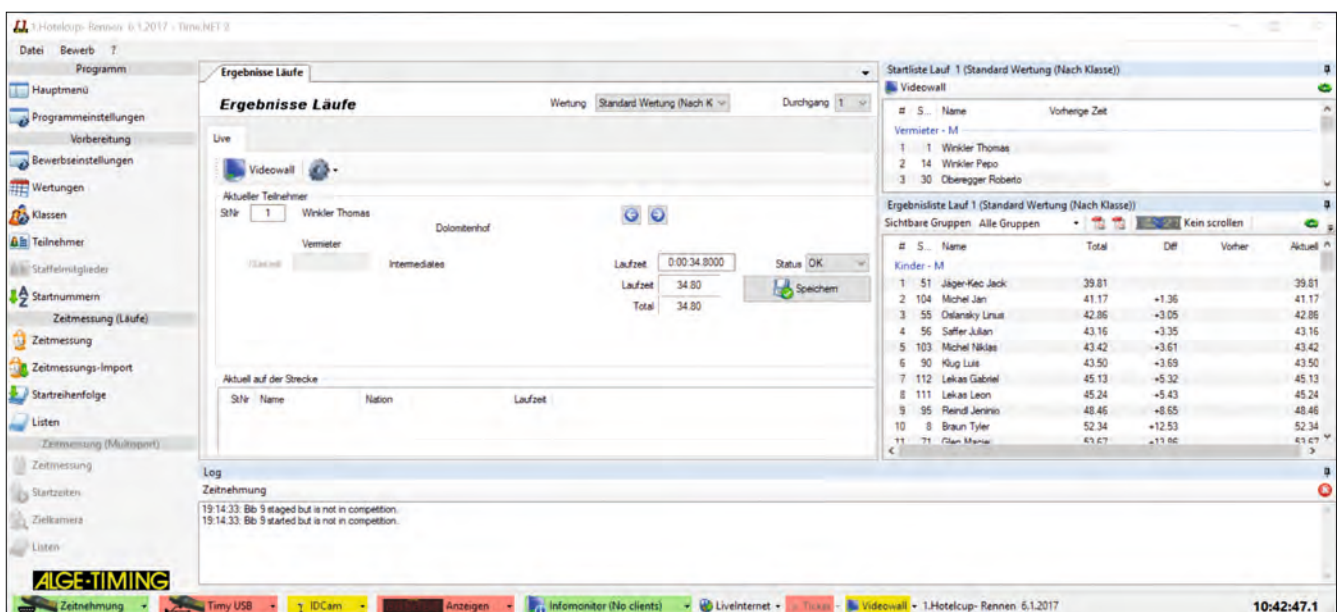 1.Hotelcup- Rennen 6.1.2017 - Time.NET 2
Datei Bewerb ?
Programm
Hauptmenü
Programmeinstellungen
Vorbereitung
Bewerbseinstellungen
Wertungen
Klassen
Teilnehmer
Staffelmitglieder
Startnummern
Zeitmessung (Läufe)
Zeitmessung
Zeitmessungs-Import
Startreihenfolge
Listen
Zeitmessung (Multisport)
Zeitmessung
Startzeiten
Zielkamera
Listen
ALGE-TIMING
Ergebnisse Läufe
Ergebnisse Läufe
Wertung Standard Wertung (Nach K
Durchgang 1
Live
Videowall
Aktueller Teilnehmer
StNr 1 Winkler Thomas
Dolomitenhof
Vermieter
Intermediates
Laufzeit 0:00:34.8000
Status OK
Laufzeit 34.80
Speichern
Total 34.80
Aktuell auf der Strecke
StNr Name Nation Laufzeit
Startliste Lauf 1 (Standard Wertung (Nach Klasse))
Videowall
# S... Name Vorherige Zeit
Vermieter - M
1 1 Winkler Thomas
2 14 Winkler Pepo
3 30 Oberegger Roberto
Ergebnisliste Lauf 1 (Standard Wertung (Nach Klasse))
Sichtbare Gruppen Alle Gruppen Kein scrollen
# S... Name Total Diff Vorher Aktuell
Kinder - M
1 51 Jäger-Kec Jack 39.81 39.81
2 104 Michel Jan 41.17 +1.36 41.17
3 55 Oslansky Linus 42.86 +3.05 42.86
4 56 Saffer Julian 43.16 +3.35 43.16
5 103 Michel Niklas 43.42 +3.61 43.42
6 90 Klug Luis 43.50 +3.69 43.50
7 112 Lekas Gabriel 45.13 +5.32 45.13
8 111 Lekas Leon 45.24 +5.43 45.24
9 95 Reindl Jeninio 48.46 +8.65 48.46
10 8 Braun Tyler 52.34 +12.53 52.34
11 71 Glen 53.67 +13.86 53.67
Log
Zeitnehmung
19:14:33: Bib 9 staged but is not in competition.
19:14:33: Bib 9 started but is not in competition.
Zeitnehmung Timy USB IDCam Anzeigen Infomonitor (No clients) LiveInternet Ticker Videowall 1.Hotelcup- Rennen 6.1.2017 10:42:47.1